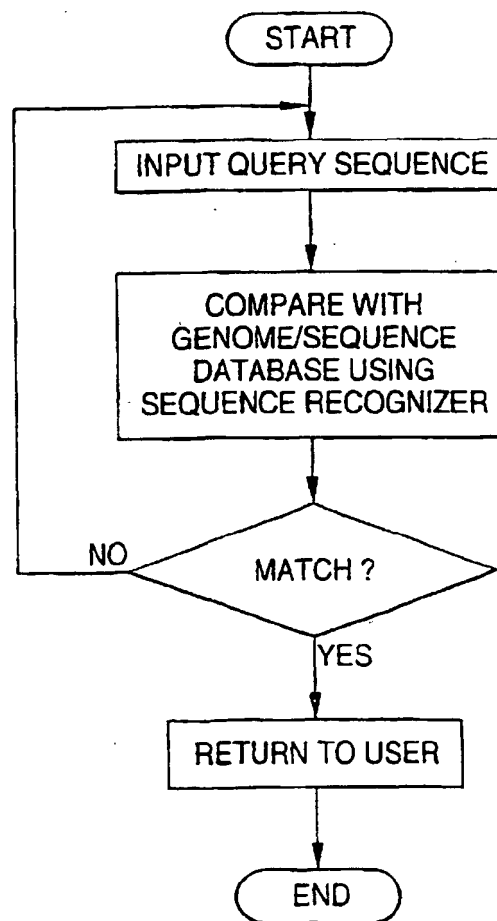 START
INPUT QUERY SEQUENCE
COMPARE WITH
GENOME/SEQUENCE
DATABASE USING
SEQUENCE RECOGNIZER
NO
MATCH ?
YES
RETURN TO USER
END